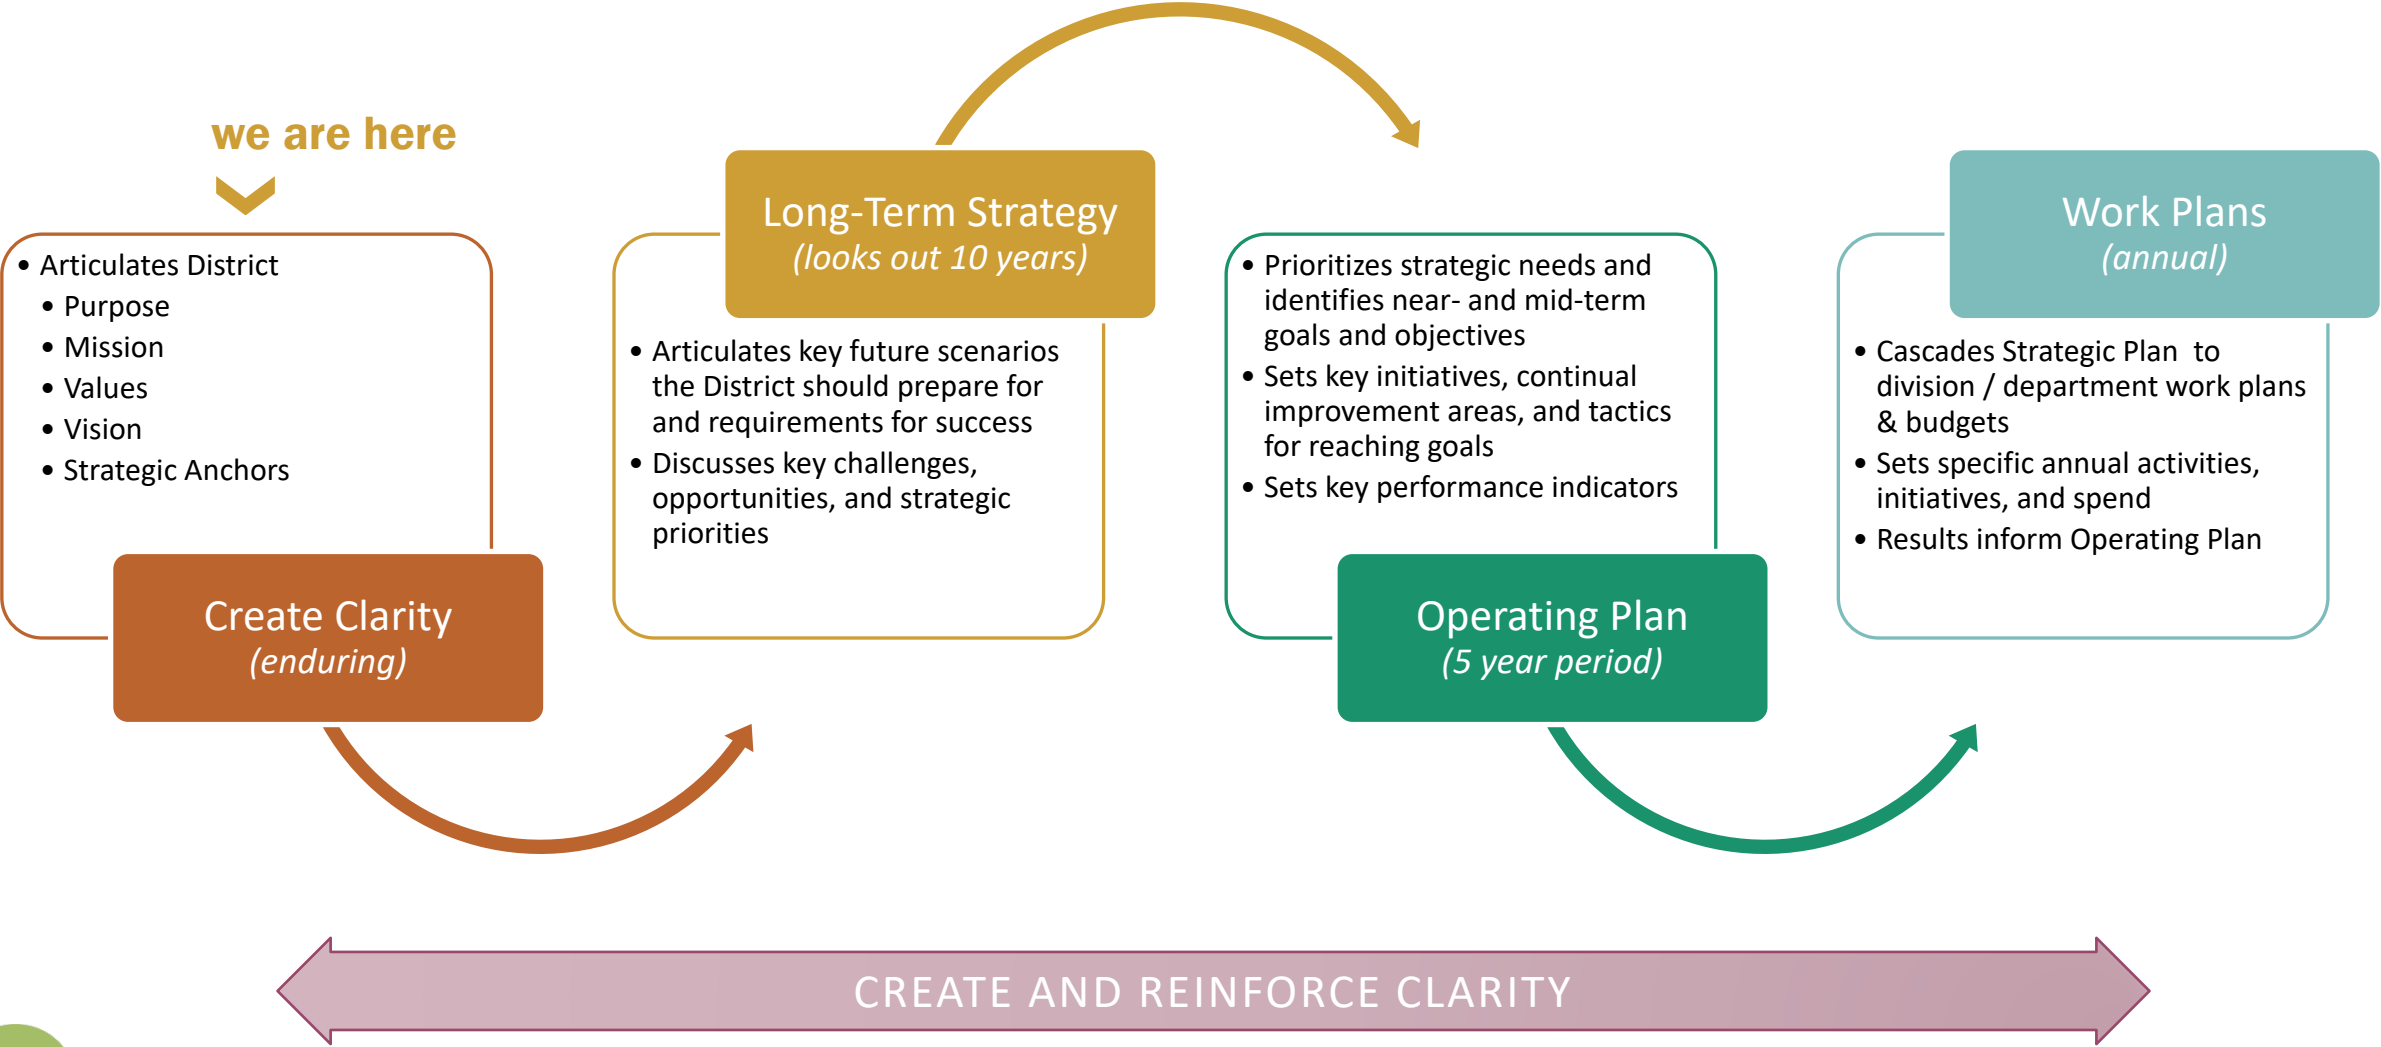 we are here
• Articulates District
• Purpose
• Mission
• Values
• Vision
• Strategic Anchors
Create Clarity
(enduring)
Long-Term Strategy
(looks out 10 years)
• Articulates key future scenarios
the District should prepare for
and requirements for success
• Discusses key challenges,
opportunities, and strategic
priorities
• Prioritizes strategic needs and
identifies near- and mid-term
goals and objectives
• Sets key initiatives, continual
improvement areas, and tactics
for reaching goals
• Sets key performance indicators
Operating Plan
(5 year period)
Work Plans
(annual)
• Cascades Strategic Plan  to
division / department work plans
& budgets
• Sets specific annual activities,
initiatives, and spend
• Results inform Operating Plan
CREATE AND REINFORCE CLARITY